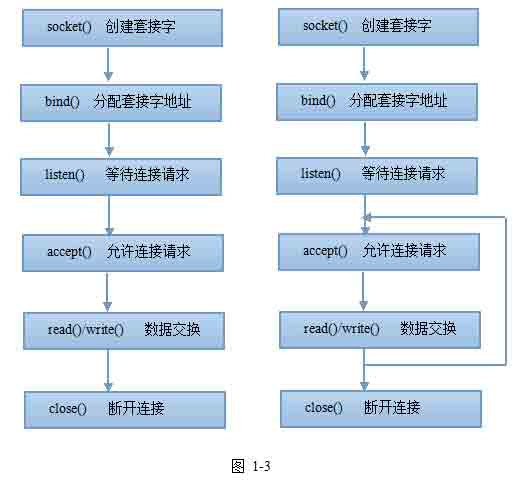 socket() 创建套接字
bind() 分配套接字地址
listen() 等待连接请求
accept() 允许连接请求
read()/write() 数据交换
close() 断开连接
socket() 创建套接字
bind() 分配套接字地址
listen() 等待连接请求
accept() 允许连接请求
read()/write() 数据交换
close() 断开连接
图 1-3